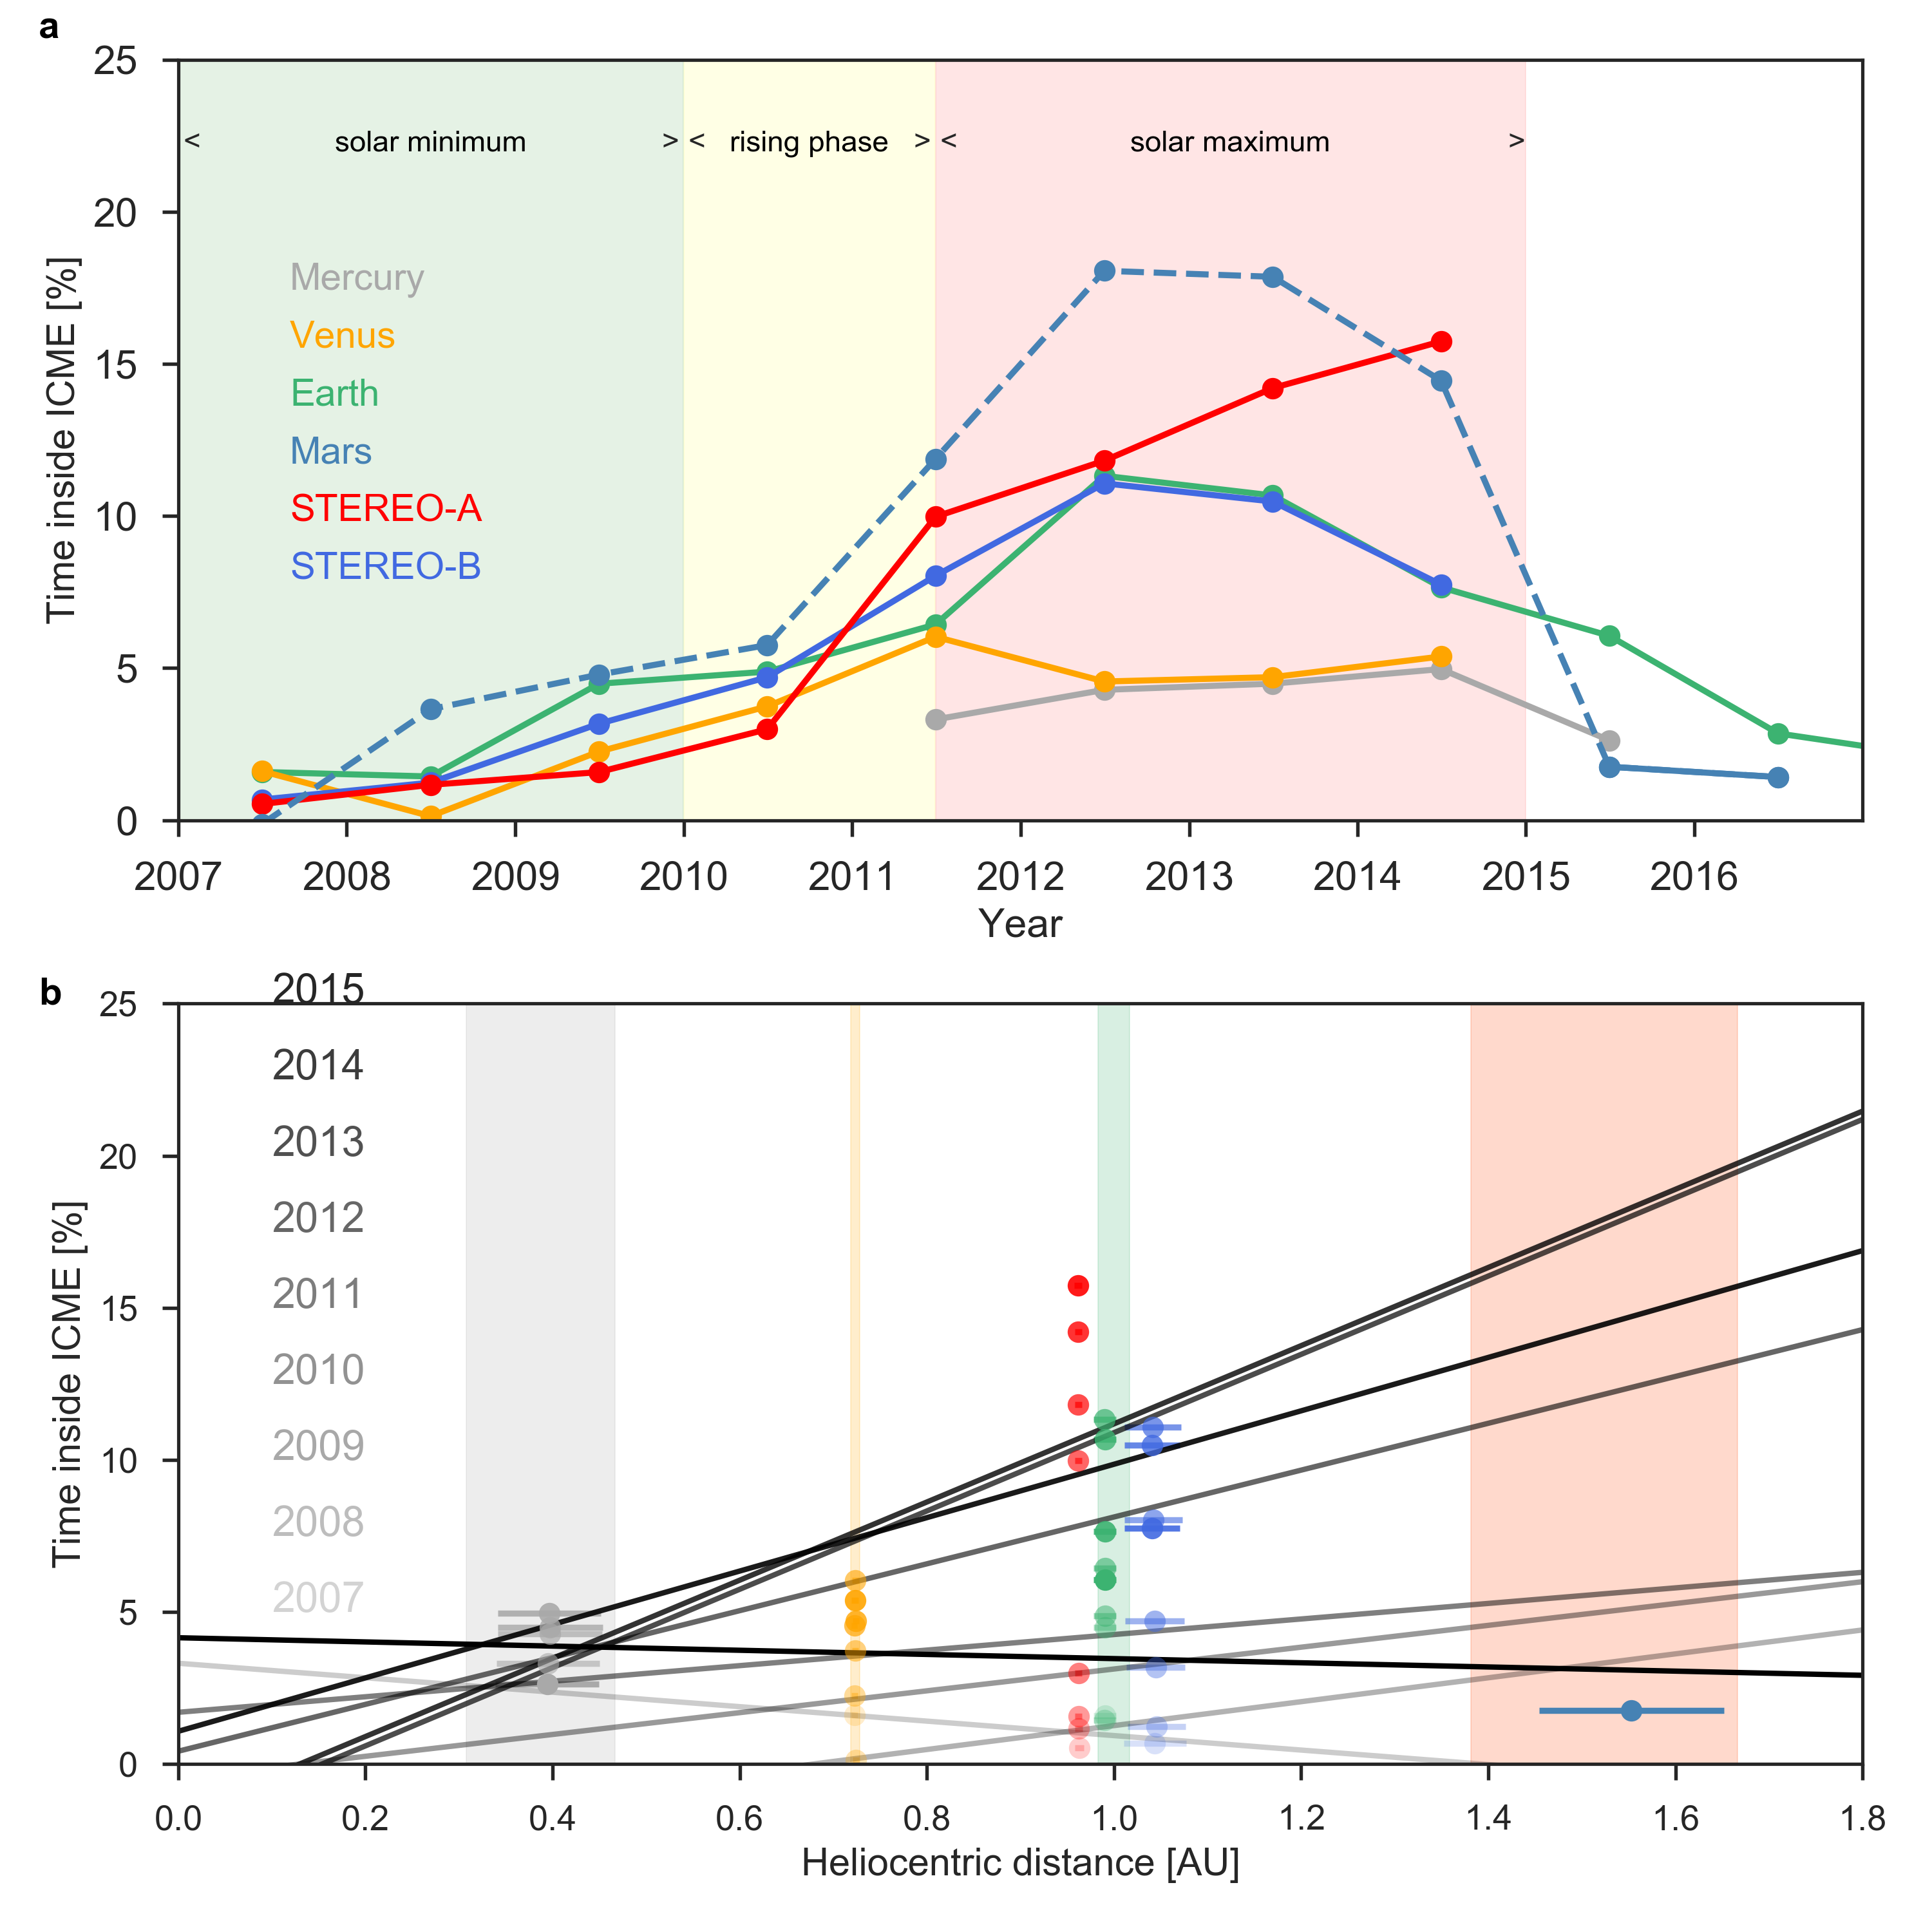 a
25
< solar minimum > < rising phase > < solar maximum >
20
Mercury
Venus
15
Earth
Mars
10
STEREO-A
STEREO-B
5
0
Time inside ICME [%]
2007 2008 2009 2010 2011 2012 2013 2014 2015 2016
Year
b
2015
25
2014
2013
20
2012
2011
15
2010
2009
10
2008
2007
5
0
Time inside ICME [%]
0.0 0.2 0.4 0.6 0.8 1.0 1.2 1.4 1.6 1.8
Heliocentric distance [AU]